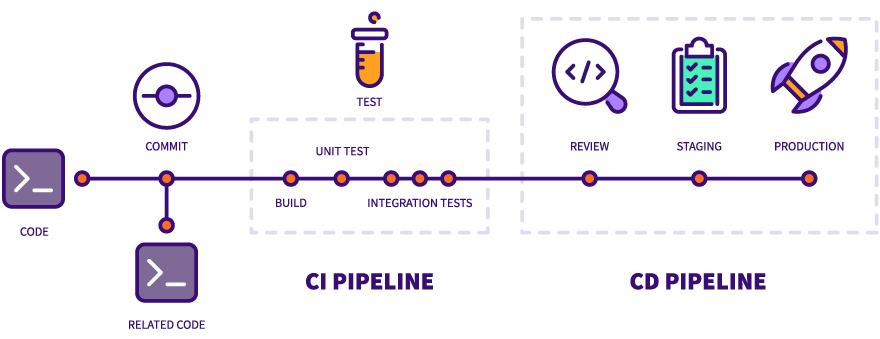 TEST
COMMIT
UNIT TEST
REVIEW
STAGING
PRODUCTION
BUILD
INTEGRATION TESTS
CODE
CI PIPELINE
CD PIPELINE
RELATED CODE